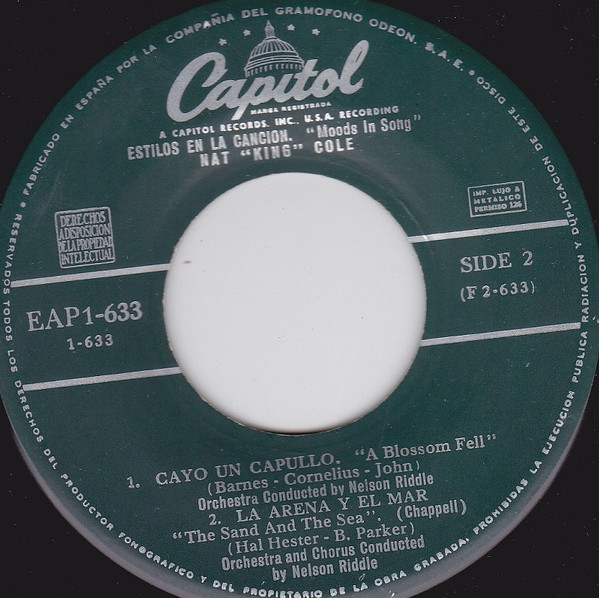 FABRICADO EN ESPAÑA POR LA COMPAÑIA DEL GRAMOFONO ODEON. S.A.E.
Capitol
MARCA REGISTRADA
A CAPITOL RECORDS, INC., U.S.A. RECORDING
ESTILOS EN LA CANCION. "Moods In Song"
NAT "KING" COLE
DERECHOS
A DISPOSICION
DE LA PROPIEDAD
INTELECTUAL
IMP. LUJO &
METALICO
PERMISO 126
SIDE 2
(F 2-633)
EAP1-633
1-633
1. CAYO UN CAPULLO. "A Blossom Fell"
(Barnes - Cornelius - John)
Orchestra Conducted by Nelson Riddle
2. LA ARENA Y EL MAR
"The Sand And The Sea". (Chappell)
(Hal Hester - B. Parker)
Orchestra and Chorus Conducted
by Nelson Riddle
RESERVADOS TODOS LOS DERECHOS DEL PRODUCTOR FONOGRAFICO Y DEL PROPIETARIO DE LA OBRA GRABADA. PROHIBIDAS LA EJECUCION PUBLICA RADIACION Y DUPLICACION DE ESTE DISCO